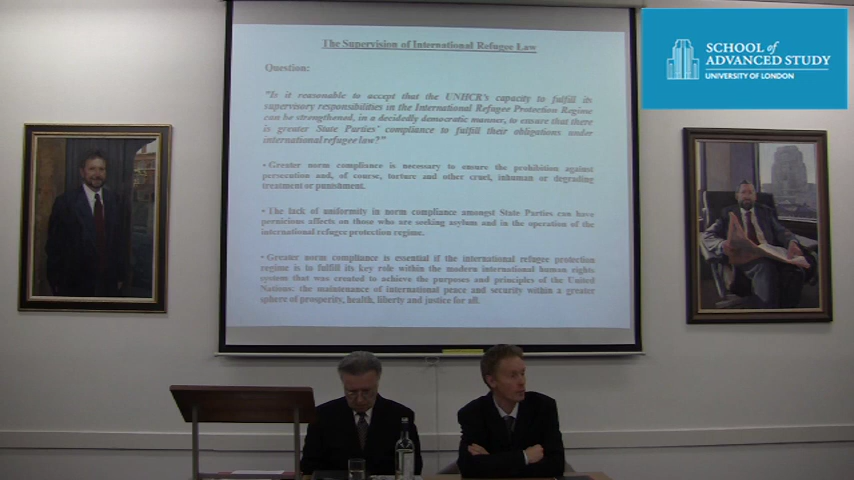 SCHOOL of
ADVANCED STUDY
UNIVERSITY OF LONDON
The Supervision of International Refugee Law
Question:
"Is it reasonable to accept that the UNHCR's capacity to fulfill its
supervisory responsibilities in the International Refugee Protection Regime
can be strengthened, in a decidedly democratic manner, to ensure that there
is greater State Parties' compliance to fulfill their obligations under
international refugee law?"
• Greater norm compliance is necessary to ensure the prohibition against
persecution and, of course, torture and other cruel, inhuman or degrading
treatment or punishment.
• The lack of uniformity in norm compliance amongst State Parties can have
pernicious affects on those who are seeking asylum and in the operation of the
international refugee protection regime.
• Greater norm compliance is essential if the international refugee protection
regime is to fulfill its key role within the modern international human rights
system that was created to achieve the purposes and principles of the United
Nations: the maintenance of international peace and security within a greater
sphere of prosperity, health, liberty and justice for all.